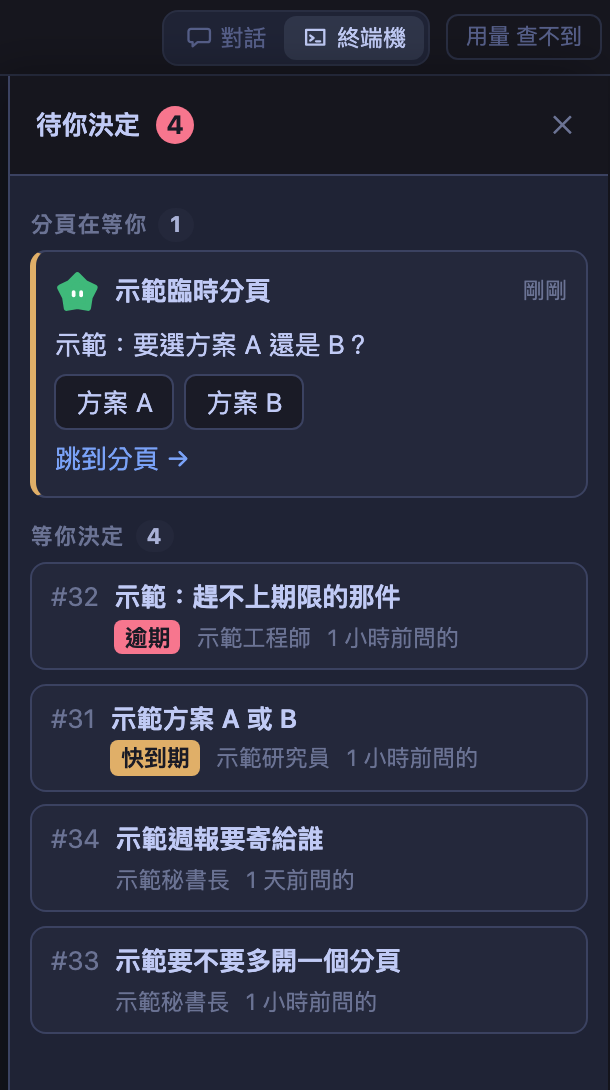 對話 終端機 用量 查不到
待你決定 4
分頁在等你 1
示範臨時分頁 剛剛
示範：要選方案 A 還是 B？
方案 A 方案 B
跳到分頁 →
等你決定 4
#32 示範：趕不上期限的那件
逾期 示範工程師 1 小時前問的
#31 示範方案 A 或 B
快到期 示範研究員 1 小時前問的
#34 示範週報要寄給誰
示範秘書長 1 天前問的
#33 示範要不要多開一個分頁
示範秘書長 1 小時前問的